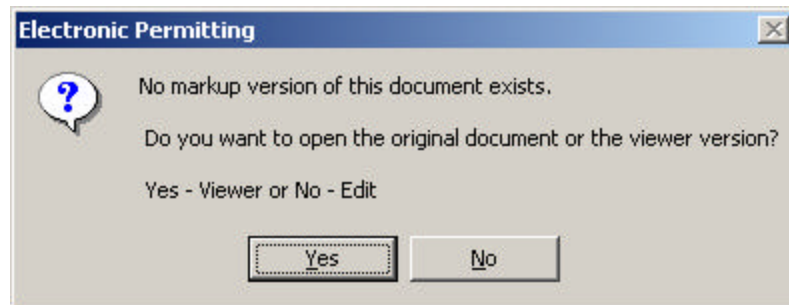 Electronic Permitting
No markup version of this document exists.
Do you want to open the original document or the viewer version?
Yes - Viewer or No - Edit
Yes No